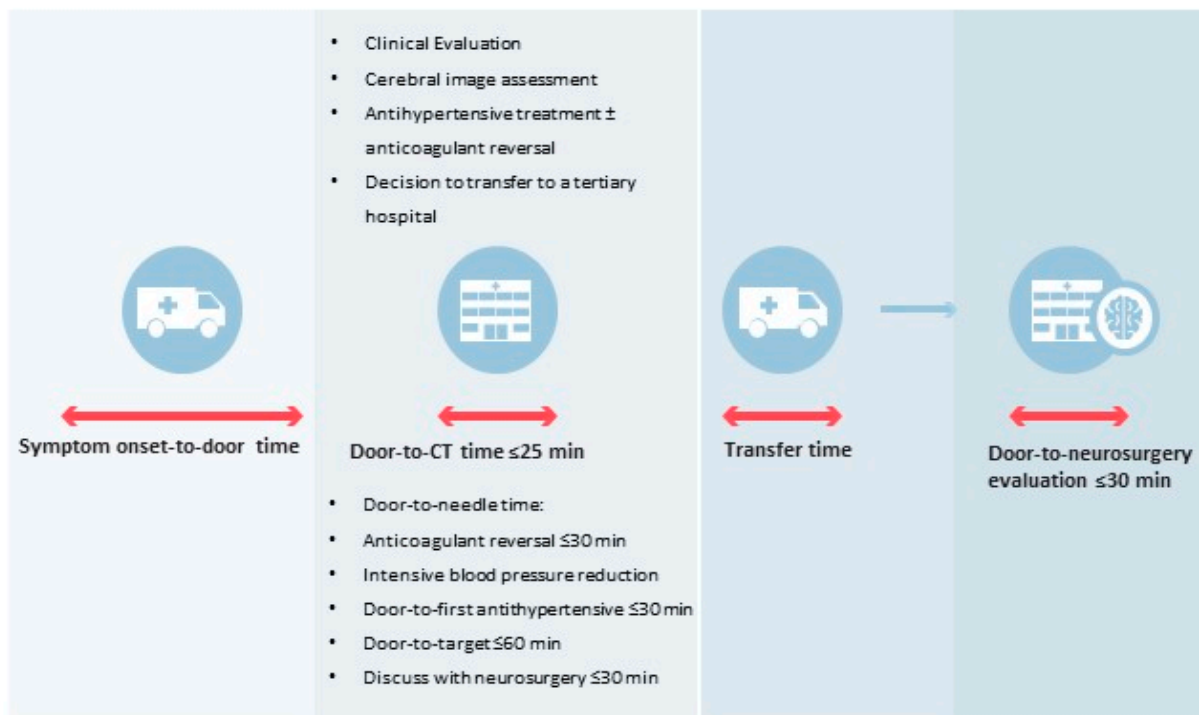 • Clinical Evaluation
• Cerebral image assessment
• Antihypertensive treatment ±
anticoagulant reversal
• Decision to transfer to a tertiary
hospital
Symptom onset-to-door time
Door-to-CT time ≤25 min
Transfer time
Door-to-neurosurgery
evaluation ≤30 min
• Door-to-needle time:
• Anticoagulant reversal ≤30 min
• Intensive blood pressure reduction
• Door-to-first antithypertensive ≤30 min
• Door-to-target ≤60 min
• Discuss with neurosurgery ≤30 min